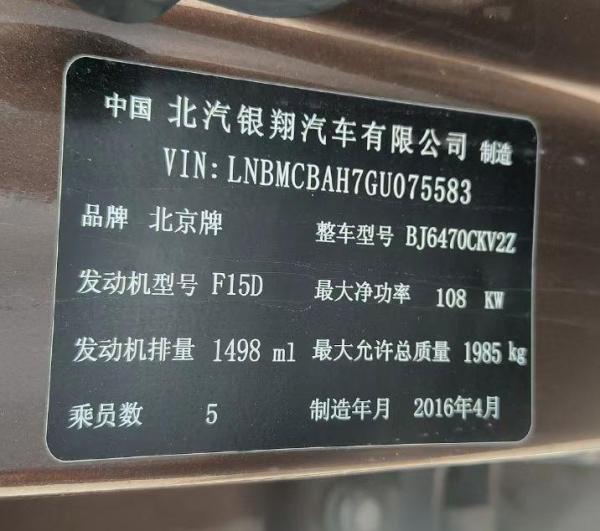 中国 北汽银翔汽车有限公司 制造
VIN: LNBMCBAH7GU075583
品牌 北京牌 整车型号 BJ6470CKV2Z
发动机型号 F15D 最大净功率 108 KW
发动机排量 1498 ml 最大允许总质量 1985 kg
乘员数 5 制造年月 2016年4月